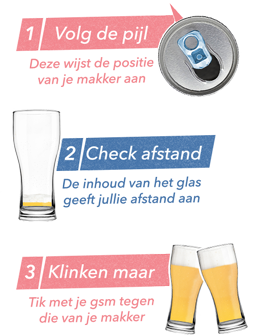 1 Volg de pijl
Deze wijst de positie
van je makker aan
2 Check afstand
De inhoud van het glas
geeft jullie afstand aan
3 Klinken maar
Tik met je gsm tegen
die van je makker